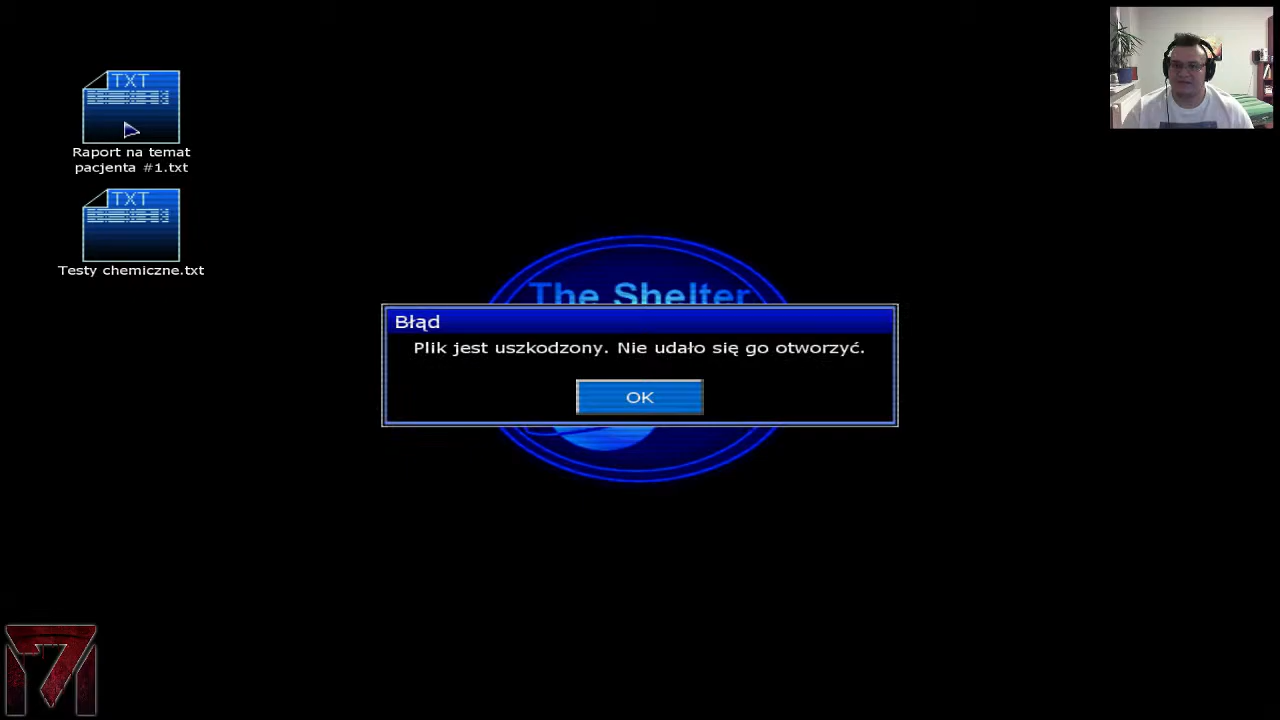 TXT
Raport na temat
pacjenta #1.txt
TXT
Testy chemiczne.txt
The Shelter
Błąd
Plik jest uszkodzony. Nie udało się go otworzyć.
OK